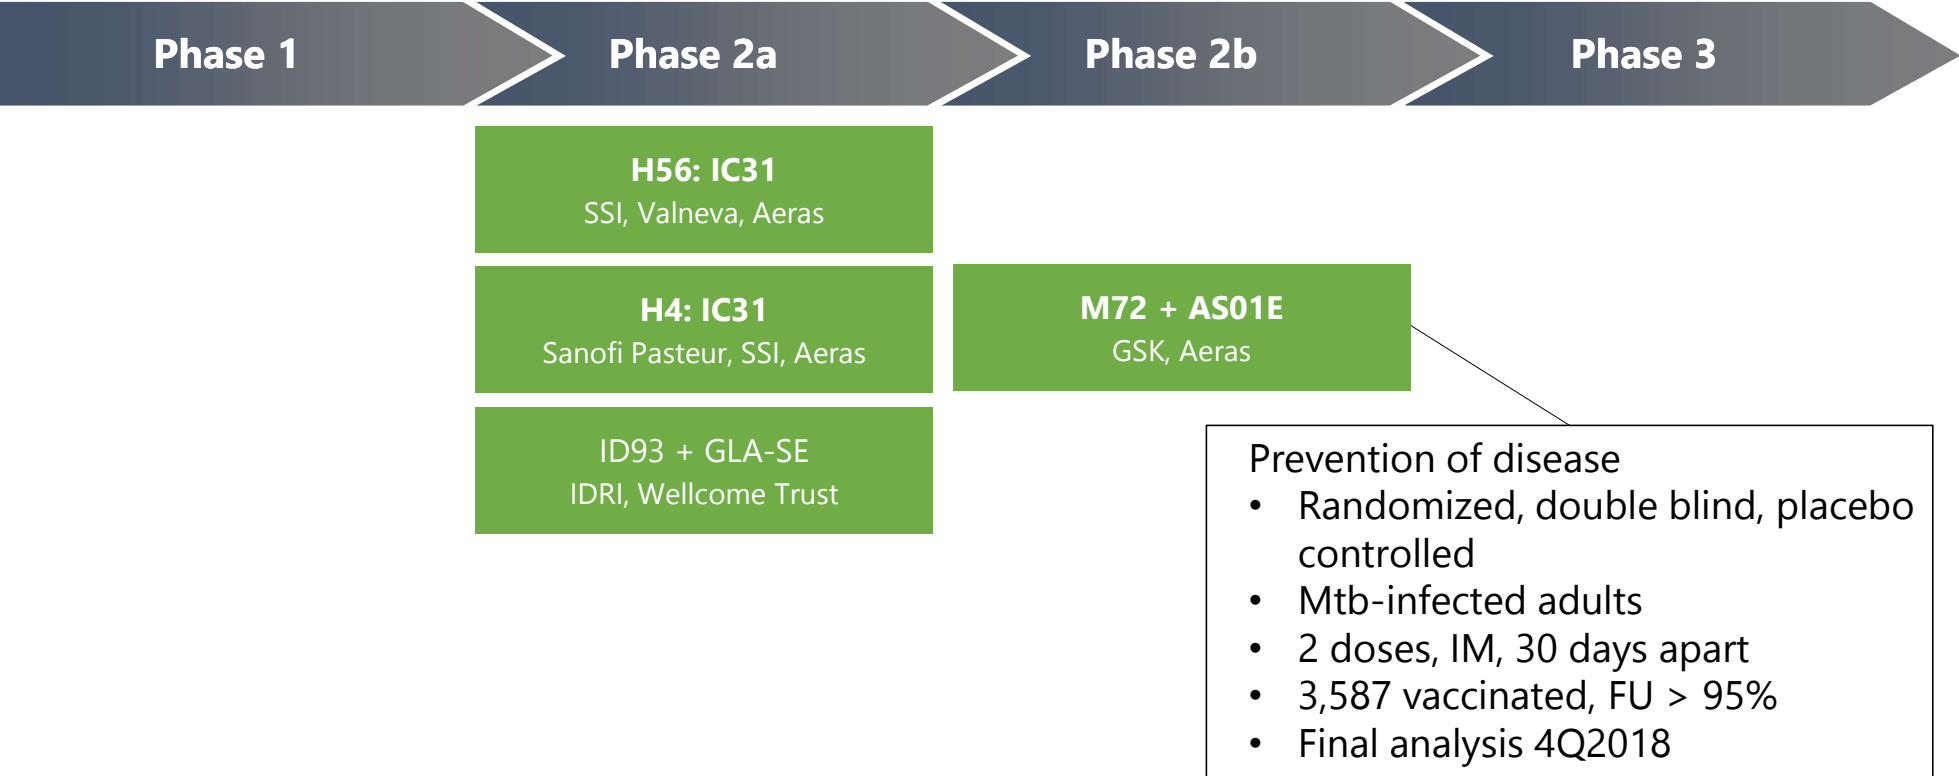 Phase 1
Phase 2a
Phase 2b
Phase 3
H56: IC31
SSI, Valneva, Aeras
H4: IC31
Sanofi Pasteur, SSI, Aeras
ID93 + GLA-SE
IDRI, Wellcome Trust
M72 + AS01E
GSK, Aeras
Prevention of disease
• Randomized, double blind, placebo
controlled
• Mtb-infected adults
• 2 doses, IM, 30 days apart
• 3,587 vaccinated, FU > 95%
• Final analysis 4Q2018